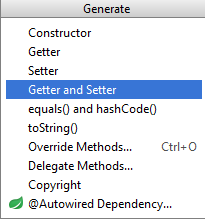 Generate
Constructor
Getter
Setter
Getter and Setter
equals() and hashCode()
toString()
Override Methods... Ctrl+O
Delegate Methods...
Copyright
@Autowired Dependency...